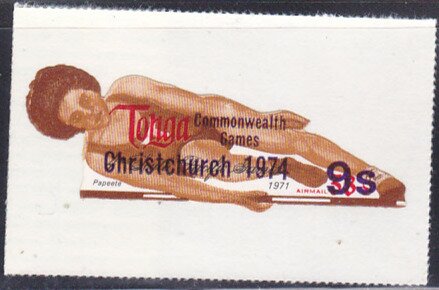 Tonga Commonwealth
Games
Christchurch 1974
Papeete 1971 AIRMAIL 9s